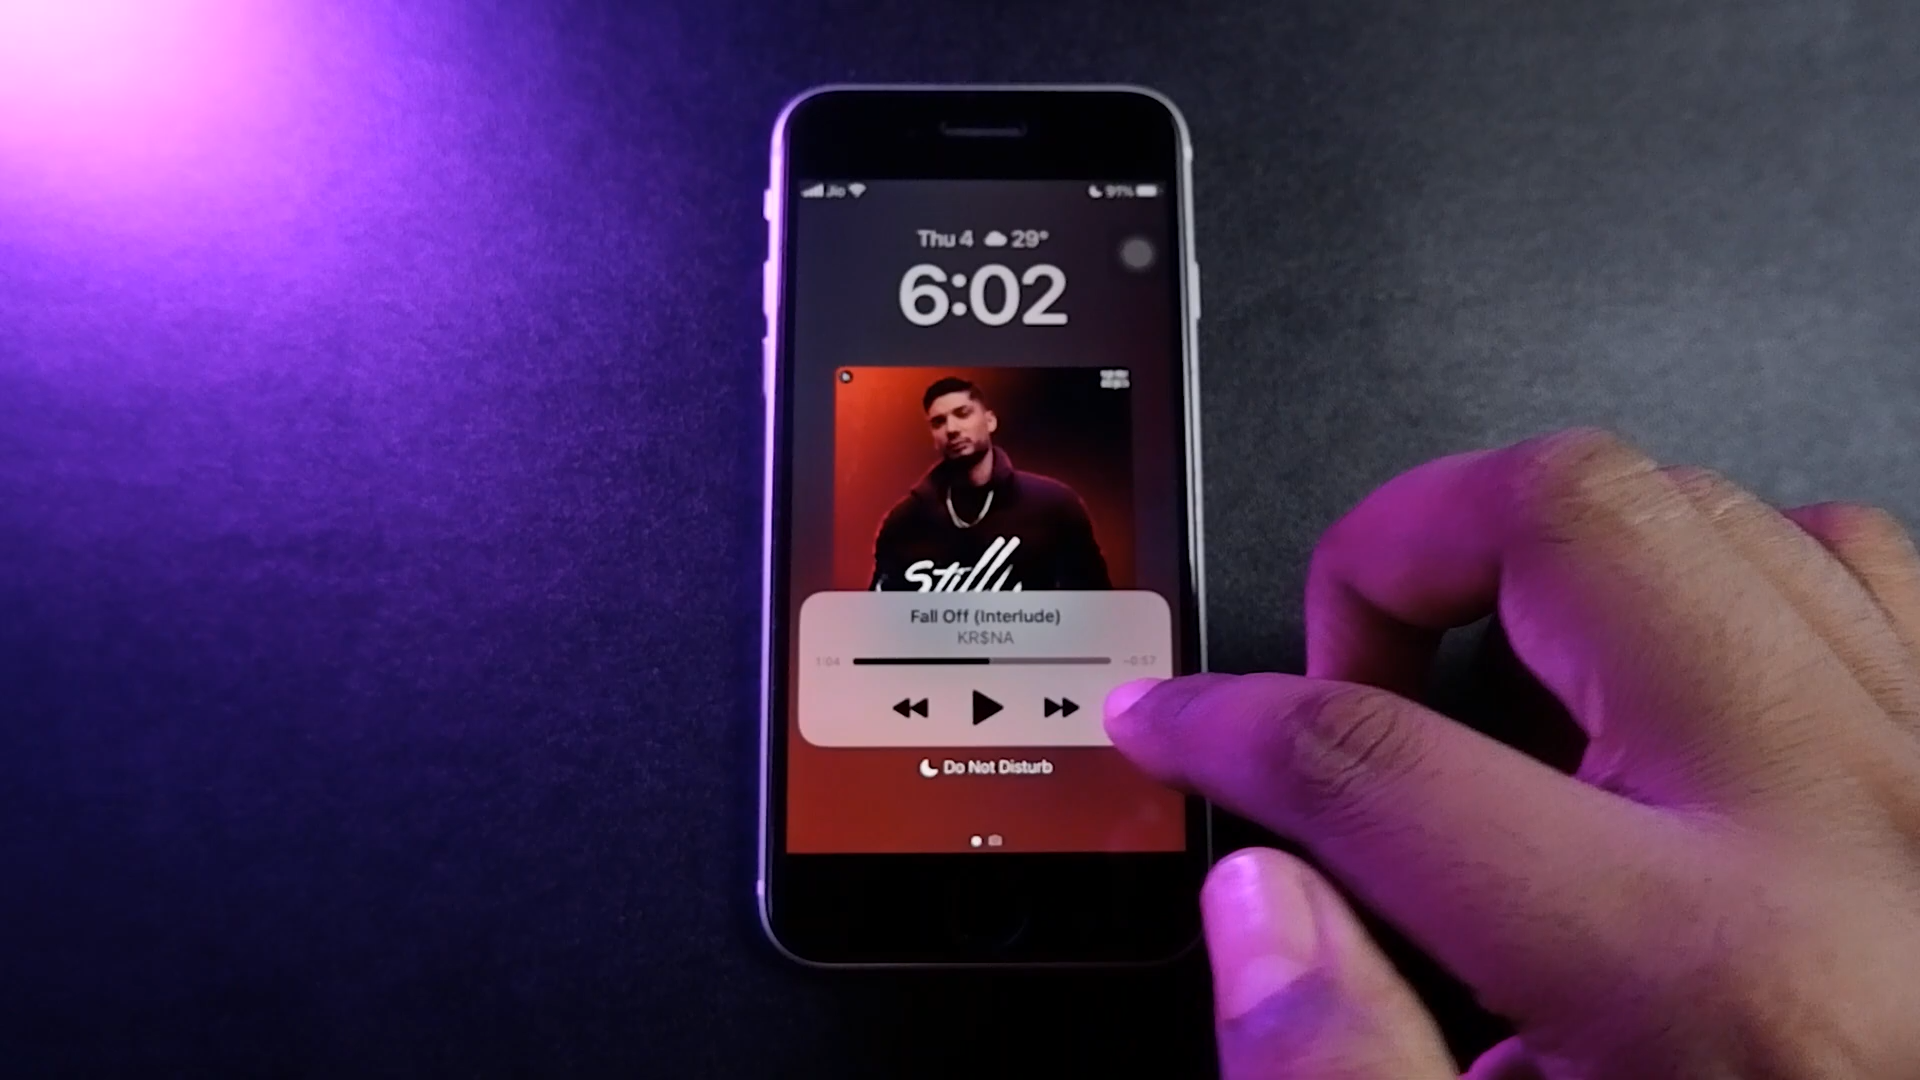 Jio 91%
Thu 4 29°
6:02
Still
Fall Off (Interlude)
KR$NA
1:04 -0:57
Do Not Disturb